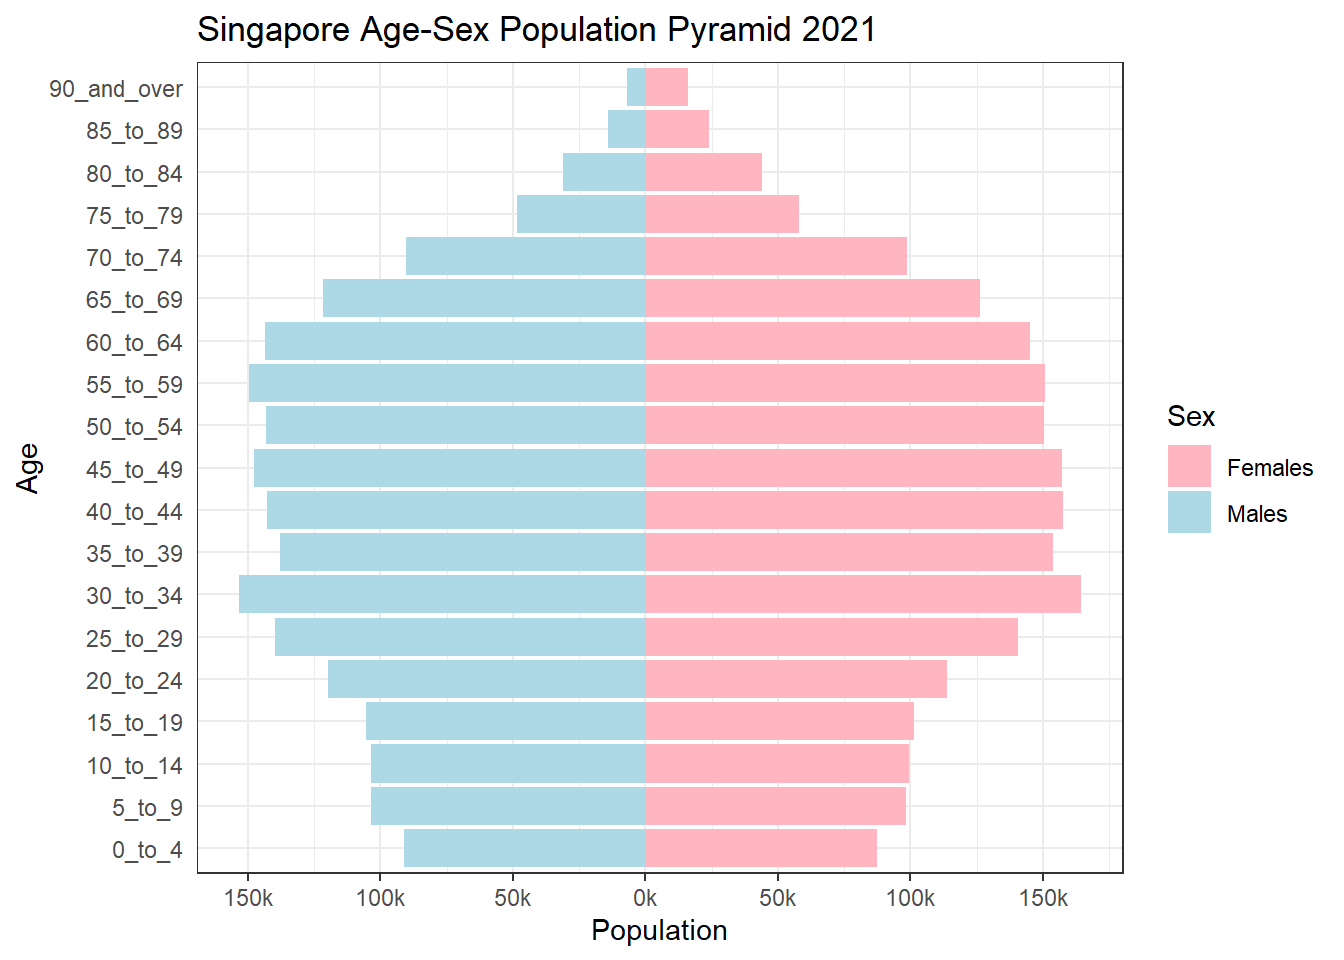 Singapore Age-Sex Population Pyramid 2021
90_and_over
85_to_89
80_to_84
75_to_79
70_to_74
65_to_69
60_to_64
55_to_59
50_to_54
45_to_49
40_to_44
35_to_39
30_to_34
25_to_29
20_to_24
15_to_19
10_to_14
5_to_9
0_to_4
Age
150k 100k 50k 0k 50k 100k 150k
Population
Sex
Females
Males